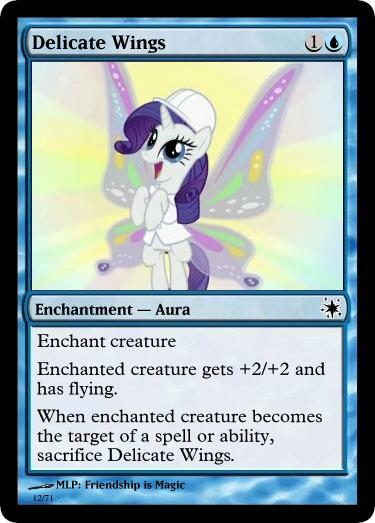 Delicate Wings 1
Enchantment — Aura
Enchant creature
Enchanted creature gets +2/+2 and
has flying.
When enchanted creature becomes
the target of a spell or ability,
sacrifice Delicate Wings.
MLP: Friendship is Magic
12/71